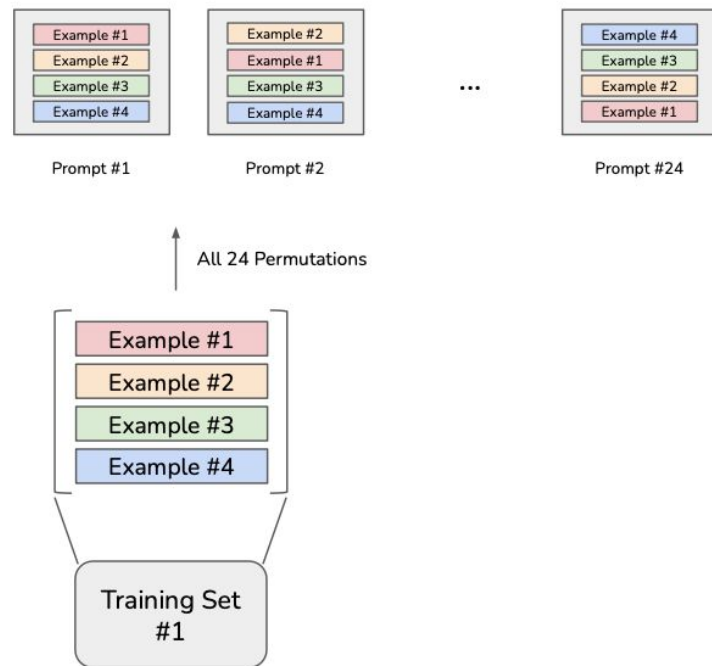 Example #1
Example #2
Example #3
Example #4
Prompt #1
Example #2
Example #1
Example #3
Example #4
Prompt #2
...
Example #4
Example #3
Example #2
Example #1
Prompt #24
All 24 Permutations
Example #1
Example #2
Example #3
Example #4
Training Set
#1